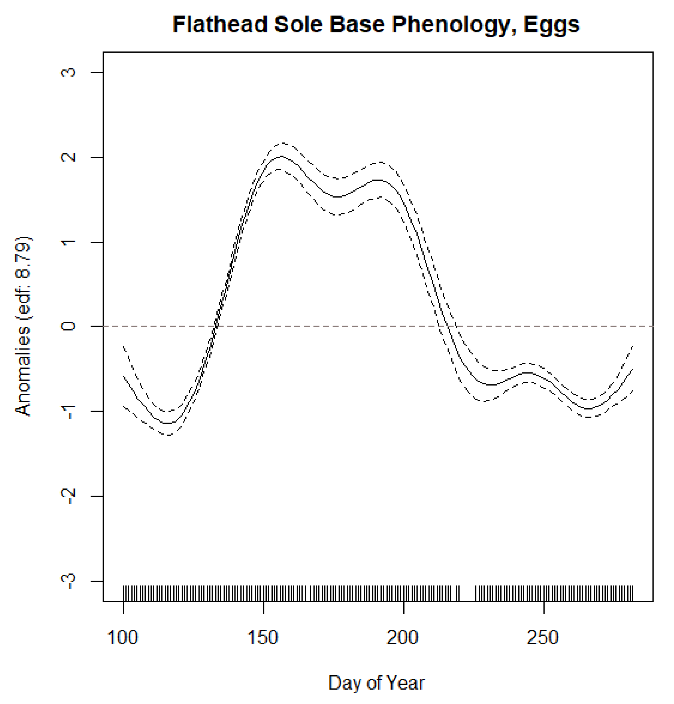 Flathead Sole Base Phenology, Eggs
3
2
1
0
-1
-2
-3
Anomalies (edf: 8.79)
100 150 200 250
Day of Year